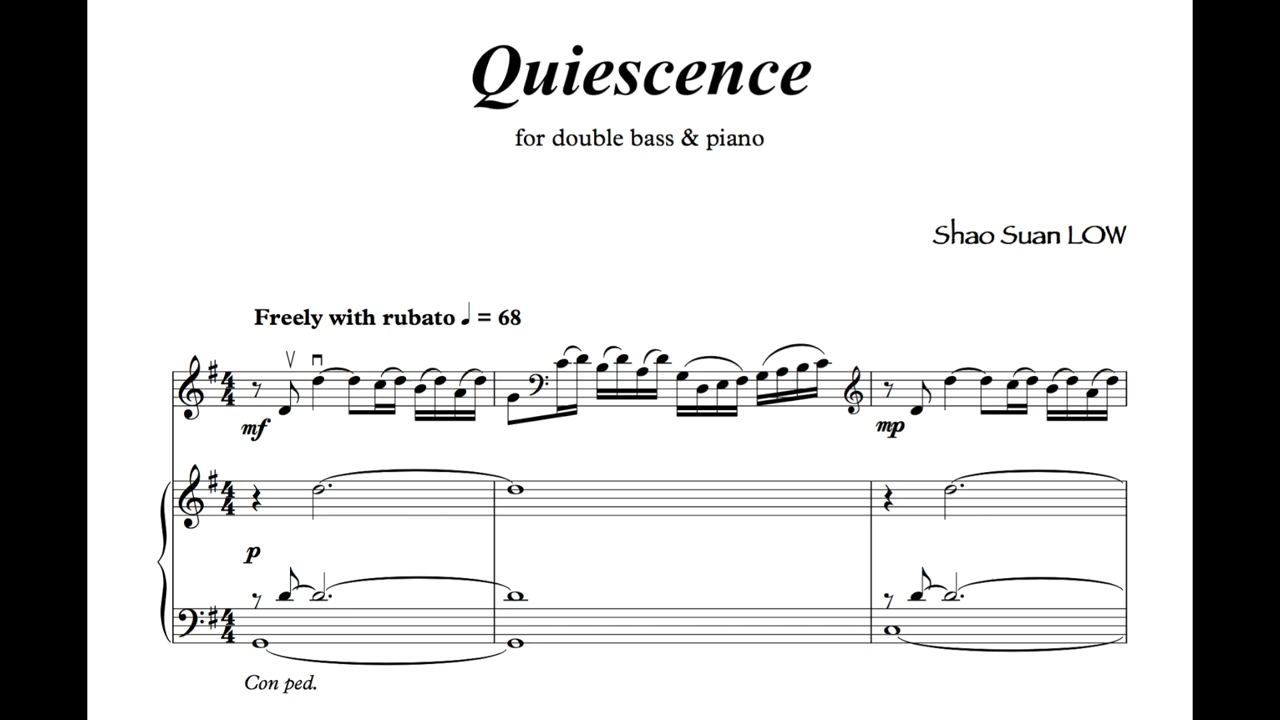 Quiescence
for double bass & piano
Shao Suan LOW
Freely with rubato ♩ = 68
mf
mp
p
Con ped.